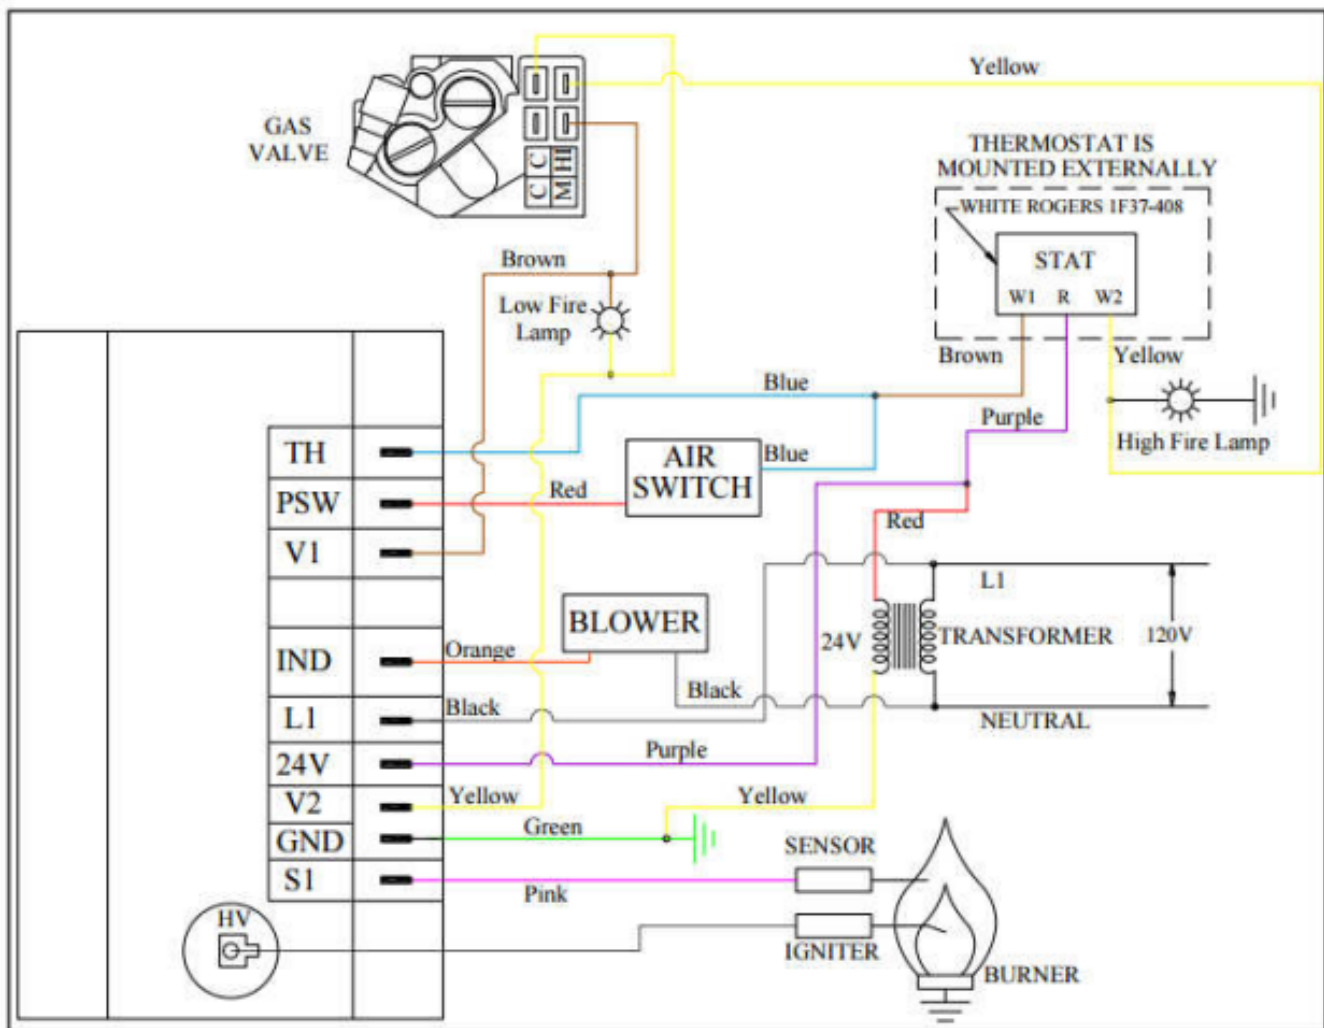 Yellow
GAS
VALVE
C C
C M HI
THERMOSTAT IS
MOUNTED EXTERNALLY
WHITE ROGERS 1F37-408
STAT
W1 R W2
Brown
Low Fire
Lamp
Brown
Yellow
Blue
Purple
High Fire Lamp
TH
AIR
SWITCH
Blue
PSW
Red
Red
V1
L1
BLOWER
24V
TRANSFORMER
120V
IND
Orange
Black
NEUTRAL
L1
Black
24V
Purple
V2
Yellow
Yellow
GND
Green
SENSOR
S1
Pink
HV
IGNITER
BURNER